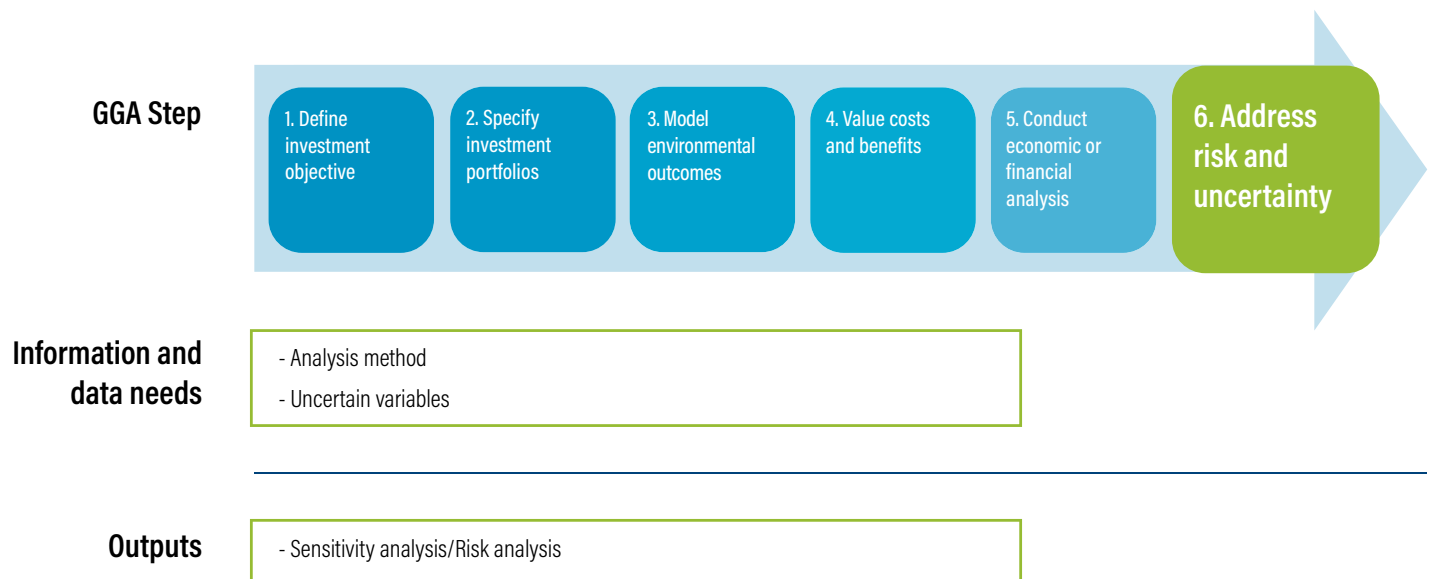 GGA Step
1. Define
investment
objective
2. Specify
investment
portfolios
3. Model
environmental
outcomes
4. Value costs
and benefits
5. Conduct
economic or
financial
analysis
6. Address
risk and
uncertainty
Information and
data needs
- Analysis method
- Uncertain variables
Outputs
- Sensitivity analysis/Risk analysis